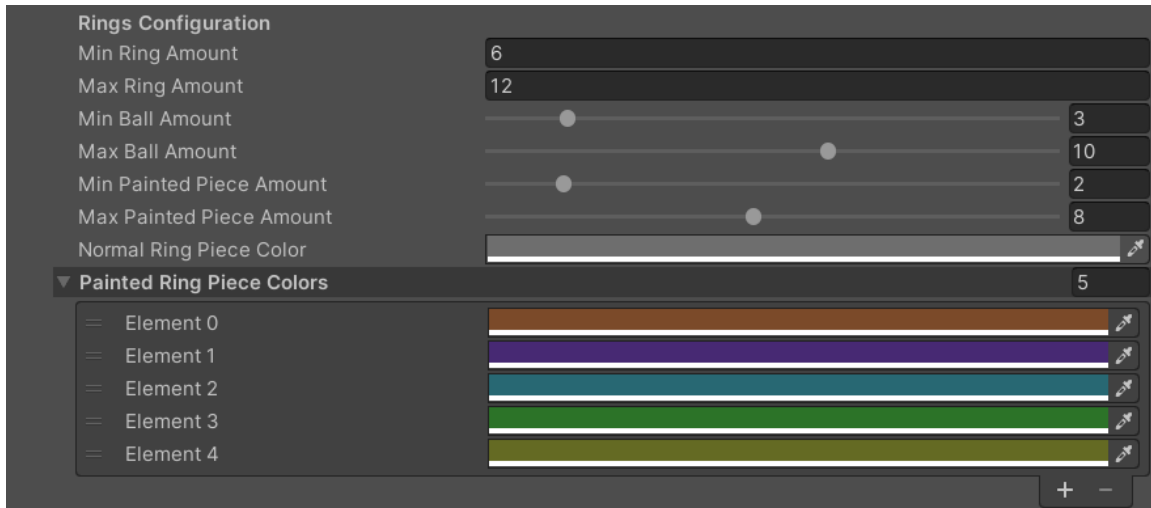 Rings Configuration
Min Ring Amount 6
Max Ring Amount 12
Min Ball Amount 3
Max Ball Amount 10
Min Painted Piece Amount 2
Max Painted Piece Amount 8
Normal Ring Piece Color
Painted Ring Piece Colors 5
Element 0
Element 1
Element 2
Element 3
Element 4
+ −